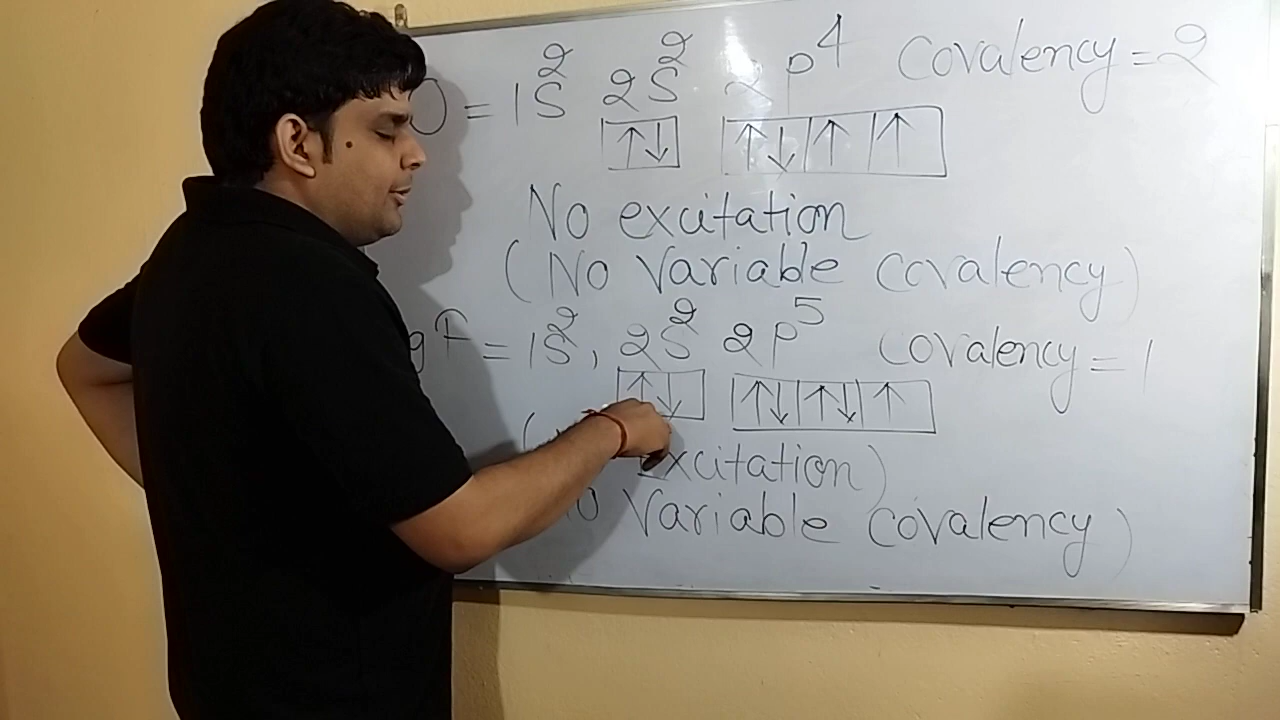 O = 1S² 2S² 2P⁴ Covalency = 2
No excitation
(No Variable covalency)
9F = 1S², 2S² 2P⁵ Covalency = 1
(excitation)
Variable covalency)